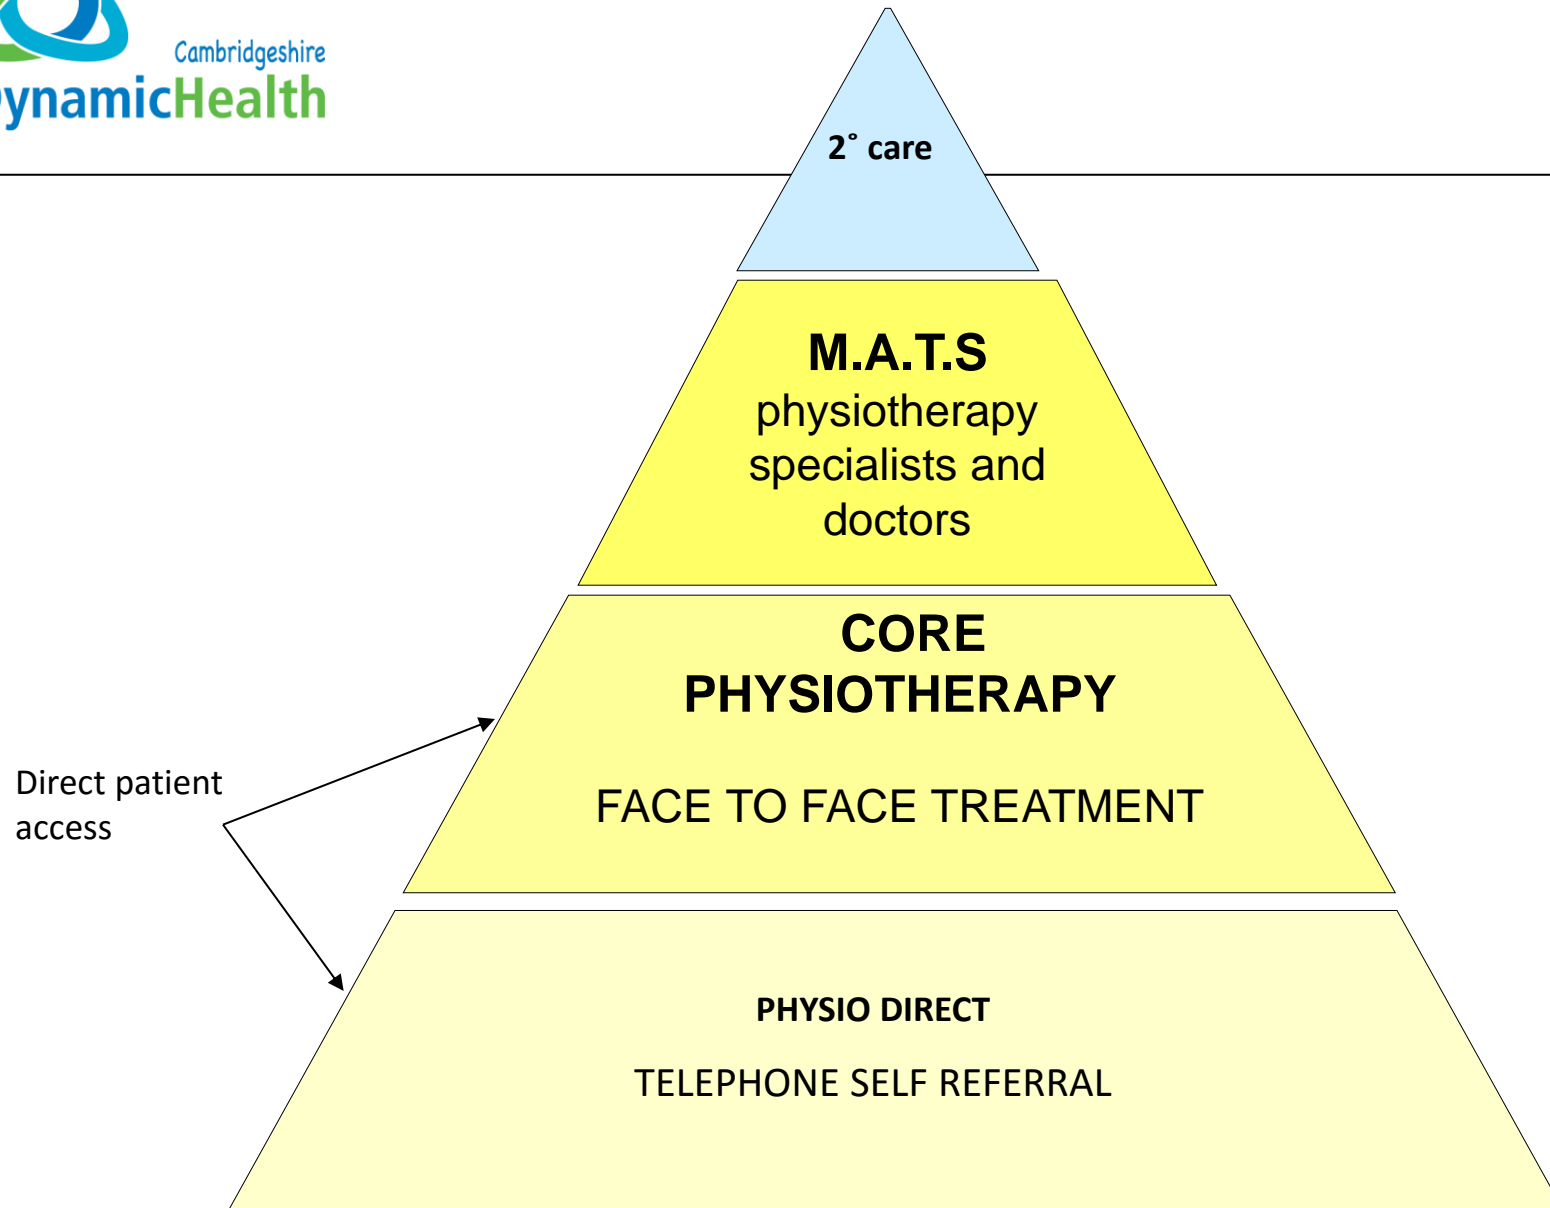 Cambridgeshire
ynamicHealth
2˚ care
M.A.T.S
physiotherapy
specialists and
doctors
CORE
PHYSIOTHERAPY
FACE TO FACE TREATMENT
Direct patient
access
PHYSIO DIRECT
TELEPHONE SELF REFERRAL